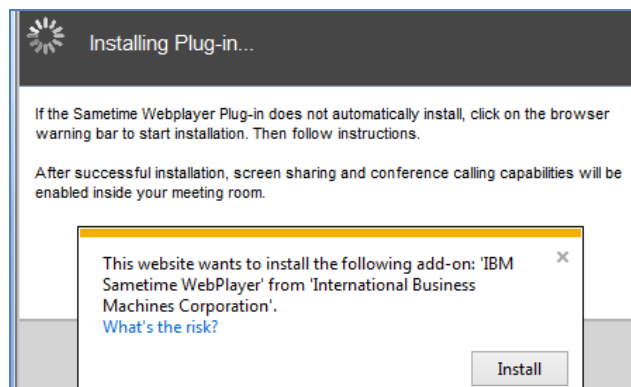 Installing Plug-in...
If the Sametime Webplayer Plug-in does not automatically install, click on the browser
warning bar to start installation. Then follow instructions.
After successful installation, screen sharing and conference calling capabilities will be
enabled inside your meeting room.
This website wants to install the following add-on: 'IBM
Sametime WebPlayer' from 'International Business
Machines Corporation'.
What's the risk?
Install